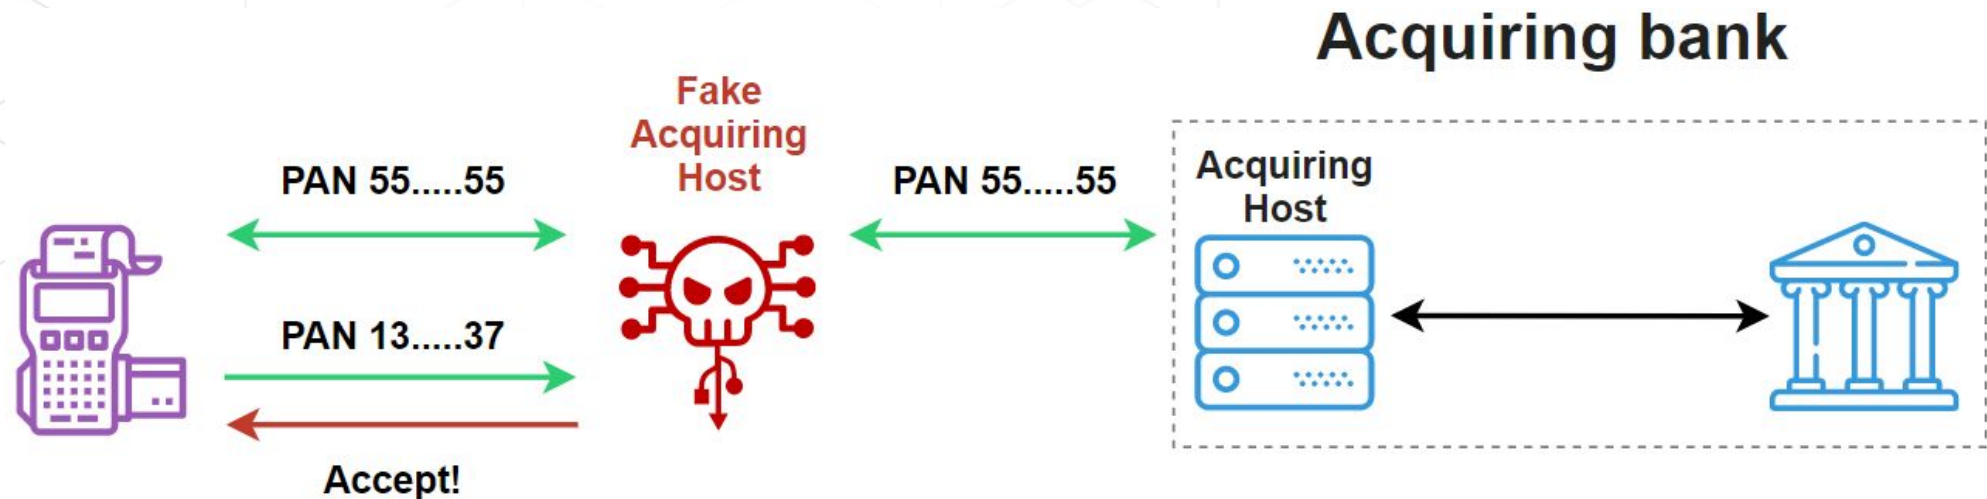 Acquiring bank
Fake
Acquiring
Host
PAN 55.....55
PAN 55.....55
Acquiring
Host
PAN 13.....37
Accept!